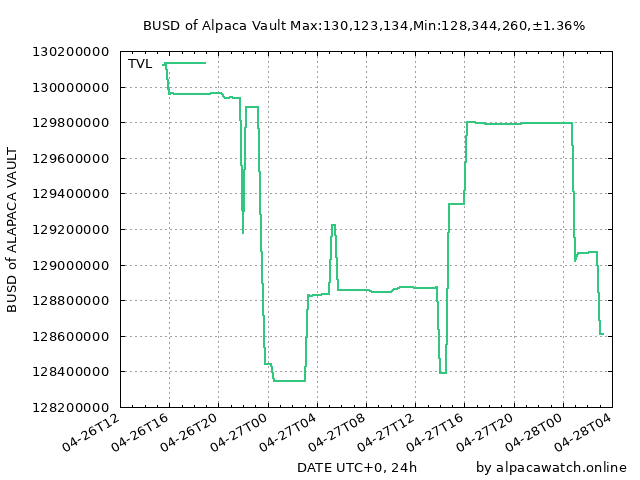 BUSD of Alpaca Vault Max:130,123,134,Min:128,344,260,±1.36%
130200000
TVL
130000000
129800000
129600000
129400000
129200000
129000000
128800000
128600000
128400000
128200000
BUSD of ALAPACA VAULT
04-26T12
04-26T16
04-26T20
04-27T00
04-27T04
04-27T08
04-27T12
04-27T16
04-27T20
04-28T00
04-28T04
DATE UTC+0, 24h
by alpacawatch.online